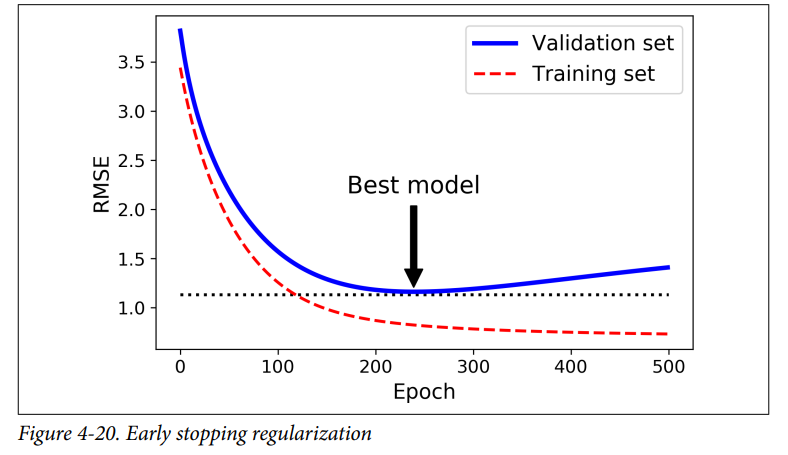 Validation set
Training set
Best model
RMSE
3.5
3.0
2.5
2.0
1.5
1.0
0 100 200 300 400 500
Epoch
Figure 4-20. Early stopping regularization